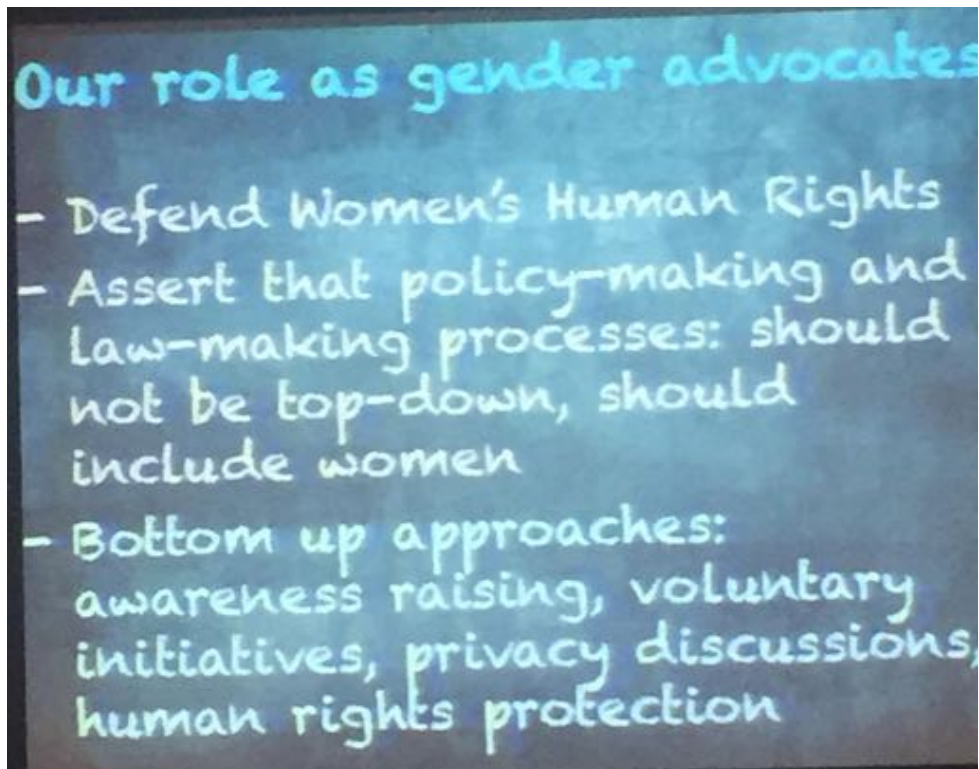 Our role as gender advocates
- Defend Women's Human Rights
- Assert that policy-making and
law-making processes: should
not be top-down, should
include women
- Bottom up approaches:
awareness raising, voluntary
initiatives, privacy discussions,
human rights protection